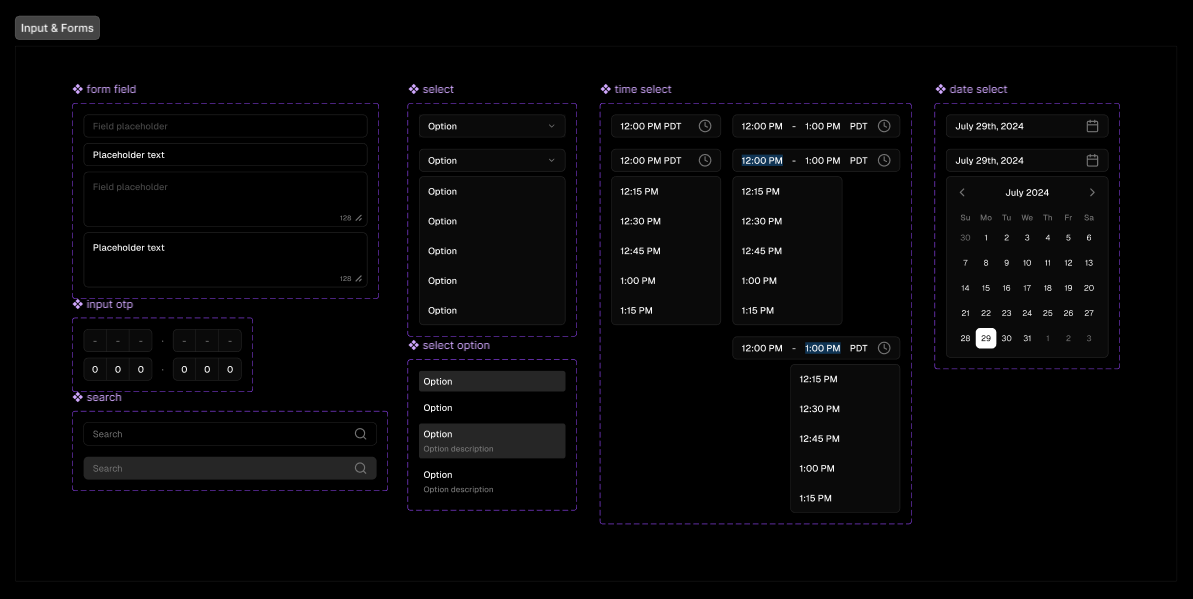 Input & Forms
form field
Field placeholder
Placeholder text
Field placeholder
128
Placeholder text
128
input otp
- - - · - - -
0 0 0 · 0 0 0
search
Search
Search
select
Option
Option
Option
Option
Option
Option
Option
select option
Option
Option
Option
Option description
Option
Option description
time select
12:00 PM PDT
12:00 PM - 1:00 PM PDT
12:00 PM PDT
12:15 PM
12:30 PM
12:45 PM
1:00 PM
1:15 PM
12:00 PM - 1:00 PM PDT
12:15 PM
12:30 PM
12:45 PM
1:00 PM
1:15 PM
12:00 PM - 1:00 PM PDT
12:15 PM
12:30 PM
12:45 PM
1:00 PM
1:15 PM
date select
July 29th, 2024
July 29th, 2024
July 2024
Su Mo Tu We Th Fr Sa
30 1 2 3 4 5 6
7 8 9 10 11 12 13
14 15 16 17 18 19 20
21 22 23 24 25 26 27
28 29 30 31 1 2 3